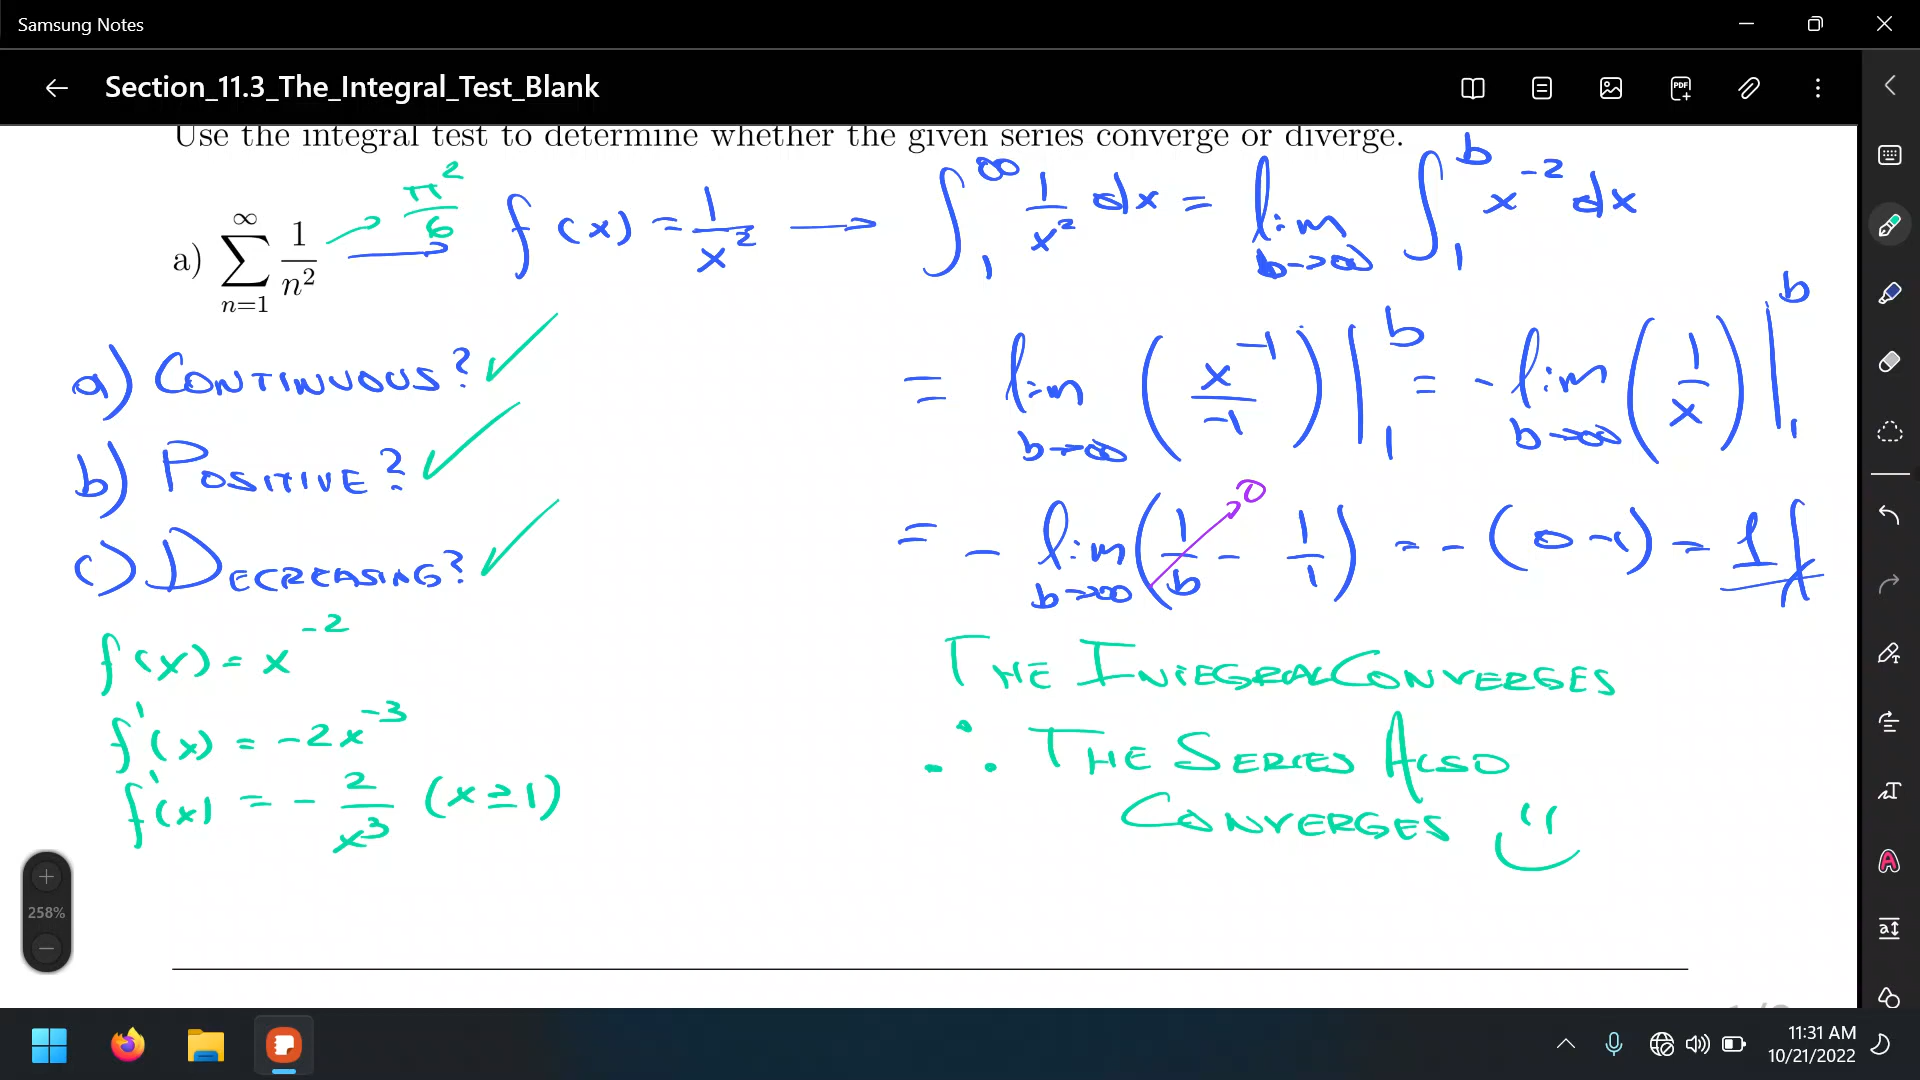 Samsung Notes
Section_11.3_The_Integral_Test_Blank
Use the integral test to determine whether the given series converge or diverge.
a) ∑_{n=1}^{∞} 1/n² → π²/6 → f(x) = 1/x² → ∫_1^∞ 1/x² dx = lim_{b→∞} ∫_1^b x^{-2} dx
= lim_{b→∞} (x^{-1}/-1) |_1^b = - lim_{b→∞} (1/x) |_1^b
= - lim_{b→∞} (1/b - 1/1) = - (0-1) = 1
0
a) CONTINUOUS? ✓
b) POSITIVE? ✓
c) DECREASING? ✓
f(x) = x^{-2}
f'(x) = -2x^{-3}
f'(x) = - 2/x³ (x ≥ 1)
THE INTEGRAL CONVERGES
∴ THE SERIES ALSO
CONVERGES
258%
11:31 AM
10/21/2022